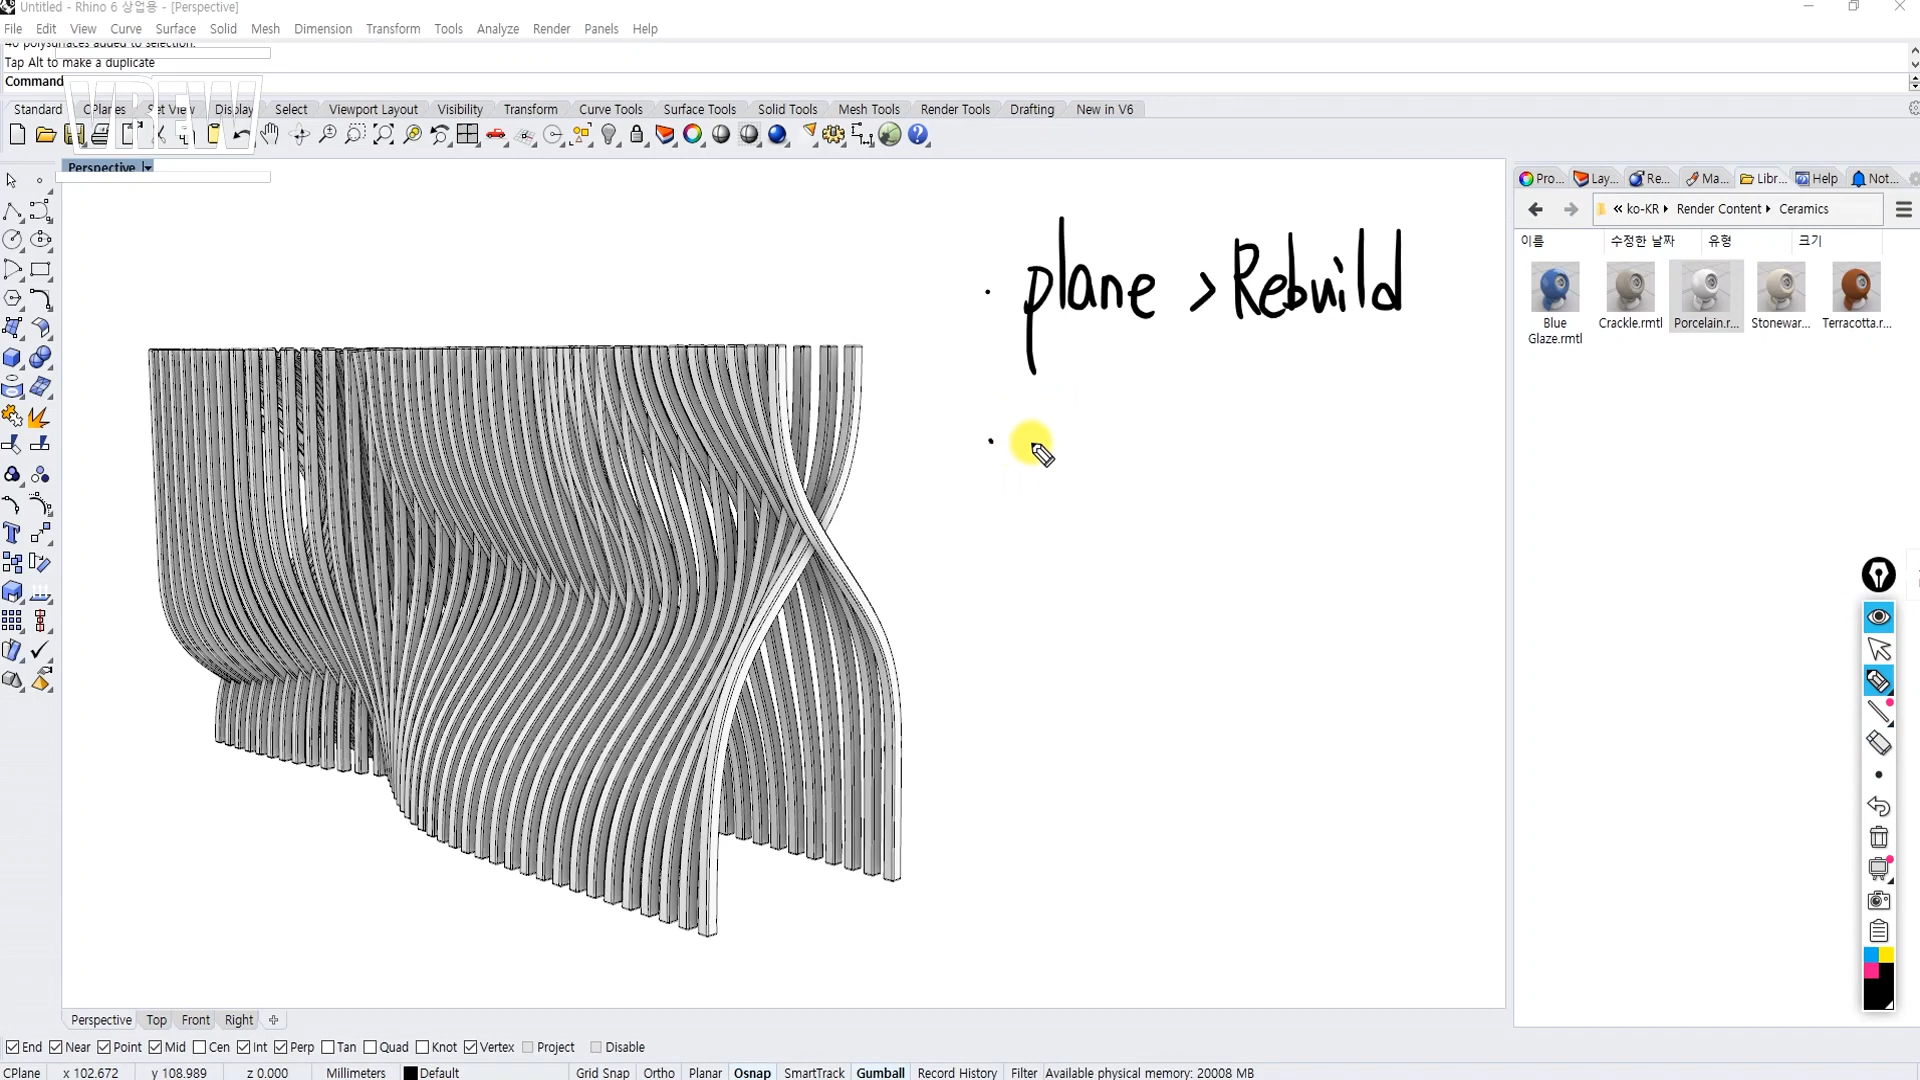 Untitled - Rhino 6 상업용 - [Perspective]
File Edit View Curve Surface Solid Mesh Dimension Transform Tools Analyze Render Panels Help
40 polysurfaces added to selection.
Tap Alt to make a duplicate
Command
VREW
Standard CPlanes Set View Display Select Viewport Layout Visibility Transform Curve Tools Surface Tools Solid Tools Mesh Tools Render Tools Drafting New in V6
Perspective
Pro... Lay... Re... Ma... Libr... Help Not...
« ko-KR Render Content Ceramics
이름 수정한 날짜 유형 크기
Blue Glaze.rmtl Crackle.rmtl Porcelain.r... Stonewar... Terracotta.r...
· plane > Rebuild
·
Perspective Top Front Right
End Near Point Mid Cen Int Perp Tan Quad Knot Vertex Project Disable
CPlane x 102.672 y 108.989 z 0.000 Millimeters Default Grid Snap Ortho Planar Osnap SmartTrack Gumball Record History Filter Available physical memory: 20008 MB